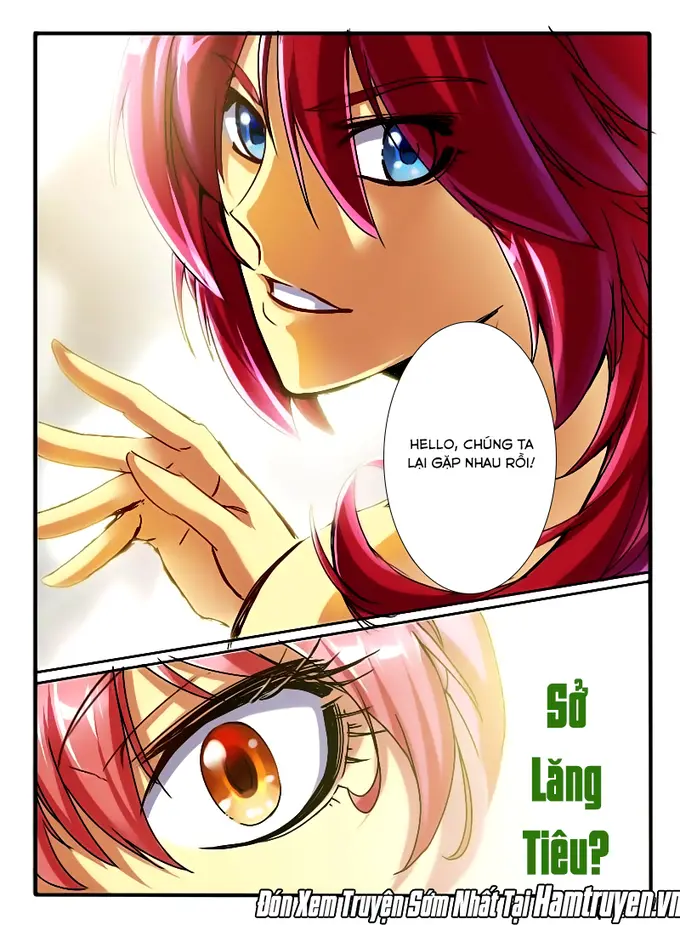 HELLO, CHÚNG TA
LẠI GẶP NHAU RỒI!
Sở
Lăng
Tiêu?
Đón Xem Truyện Sớm Nhất Tại Hamtruyen.vn